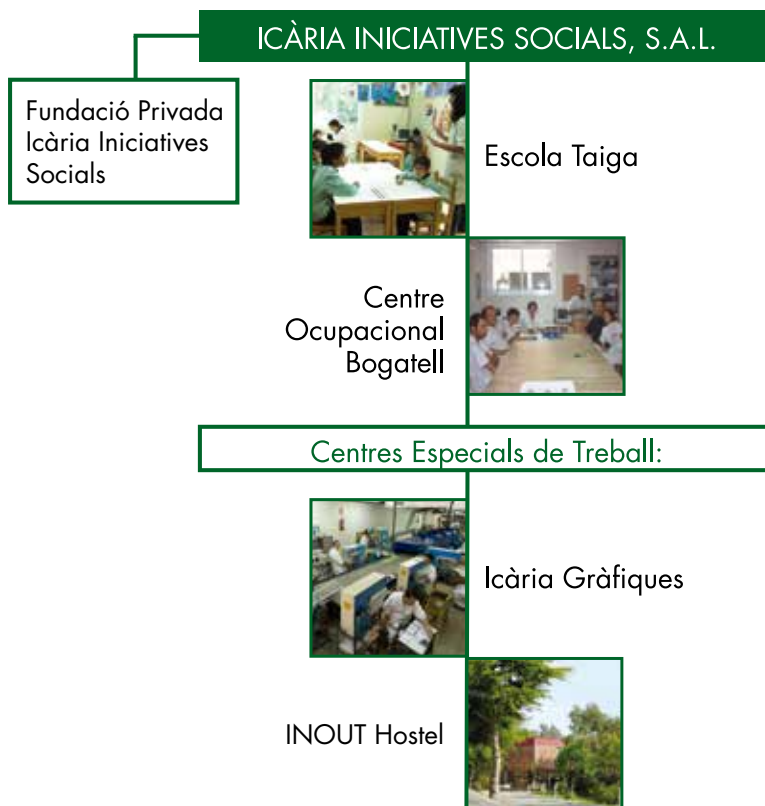 ICÀRIA INICIATIVES SOCIALS, S.A.L.
Fundació Privada
Icària Iniciatives
Socials
Escola Taiga
Centre
Ocupacional
Bogatell
Centres Especials de Treball:
Icària Gràfiques
INOUT Hostel